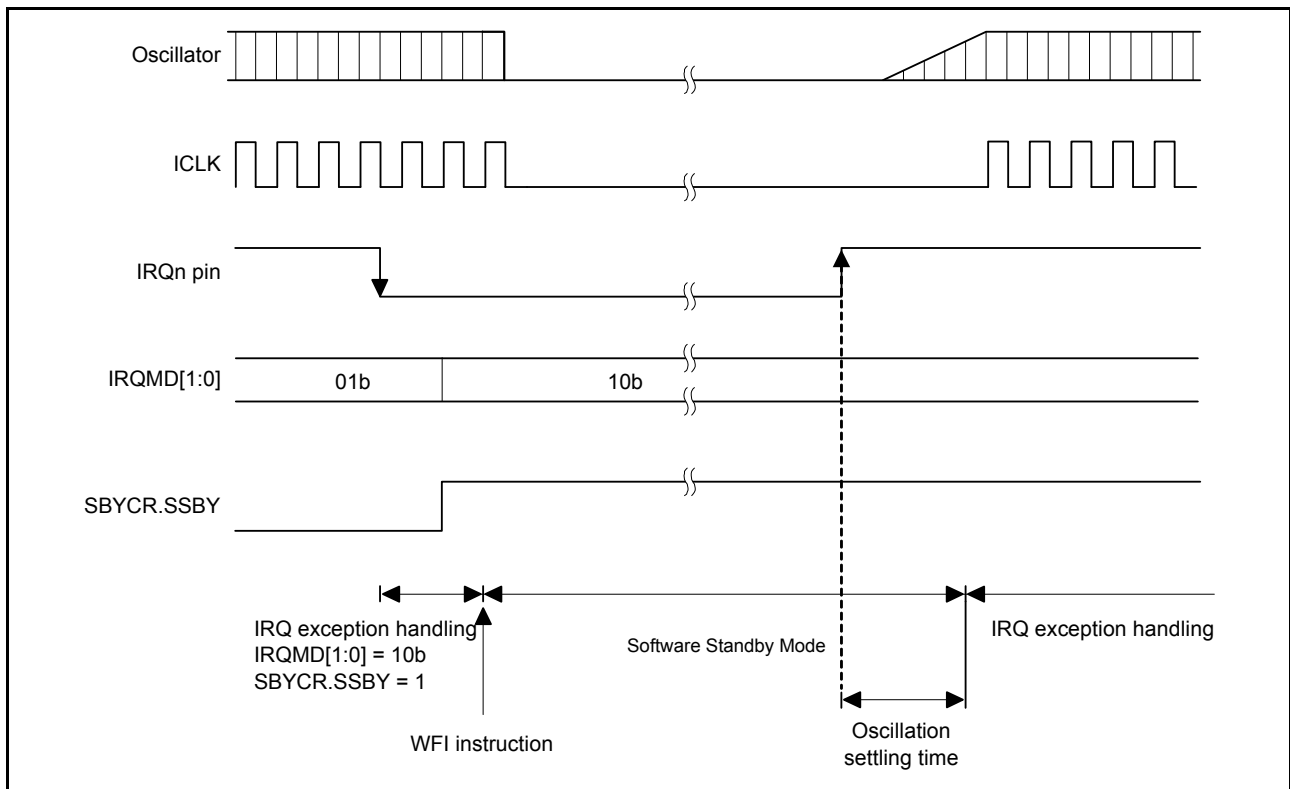 Oscillator
ICLK
IRQn pin
IRQMD[1:0]
01b
10b
SBYCR.SSBY
IRQ exception handling
IRQMD[1:0] = 10b
SBYCR.SSBY = 1
Software Standby Mode
IRQ exception handling
WFI instruction
Oscillation
settling time